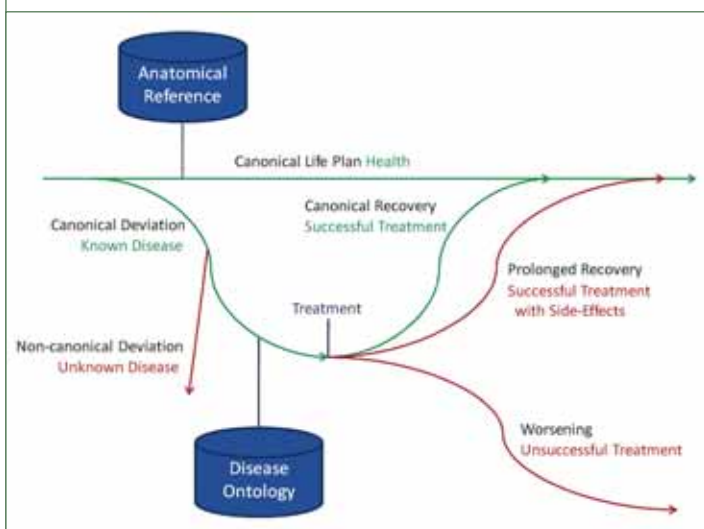 Anatomical
Reference
Canonical Life Plan Health
Canonical Deviation
Known Disease
Canonical Recovery
Successful Treatment
Prolonged Recovery
Successful Treatment
with Side-Effects
Treatment
Non-canonical Deviation
Unknown Disease
Worsening
Unsuccessful Treatment
Disease
Ontology